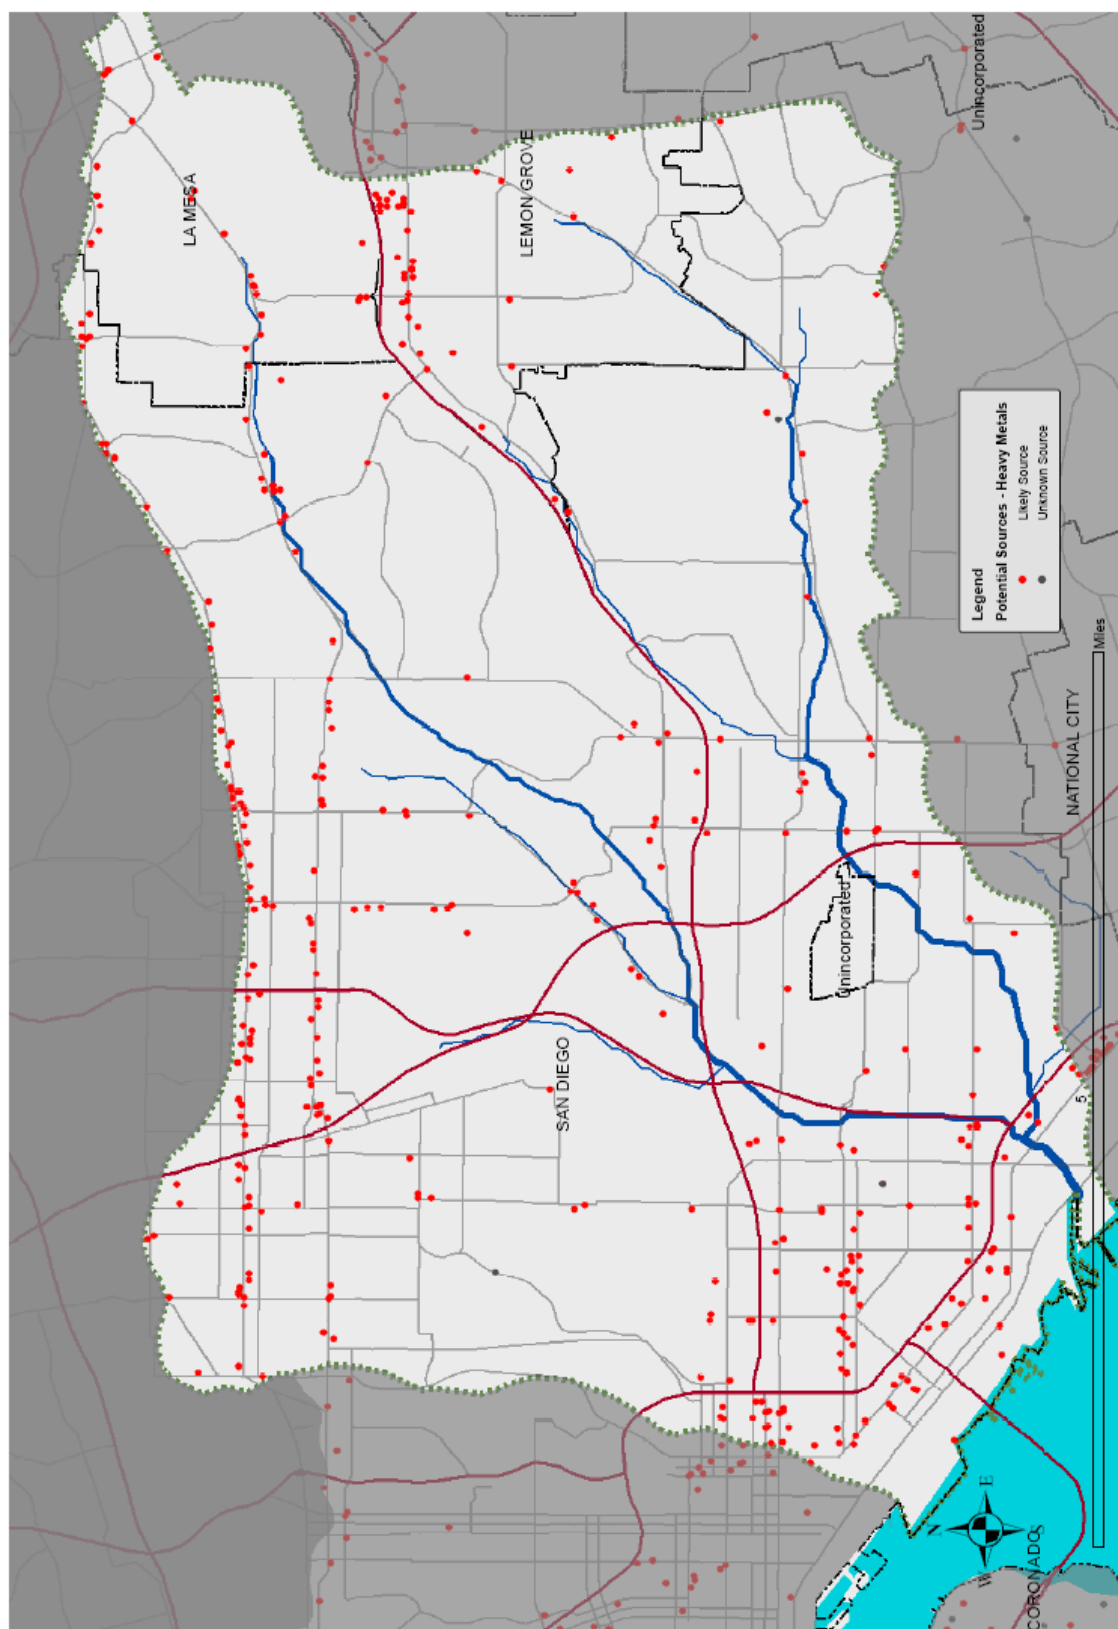 Unincorporated
LA MESA
LEMON GROVE
Legend
Potential Sources - Heavy Metals
Likely Source
Unknown Source
Miles
NATIONAL CITY
Unincorporated
SAN DIEGO
5
N
E
W
S
CORONADO